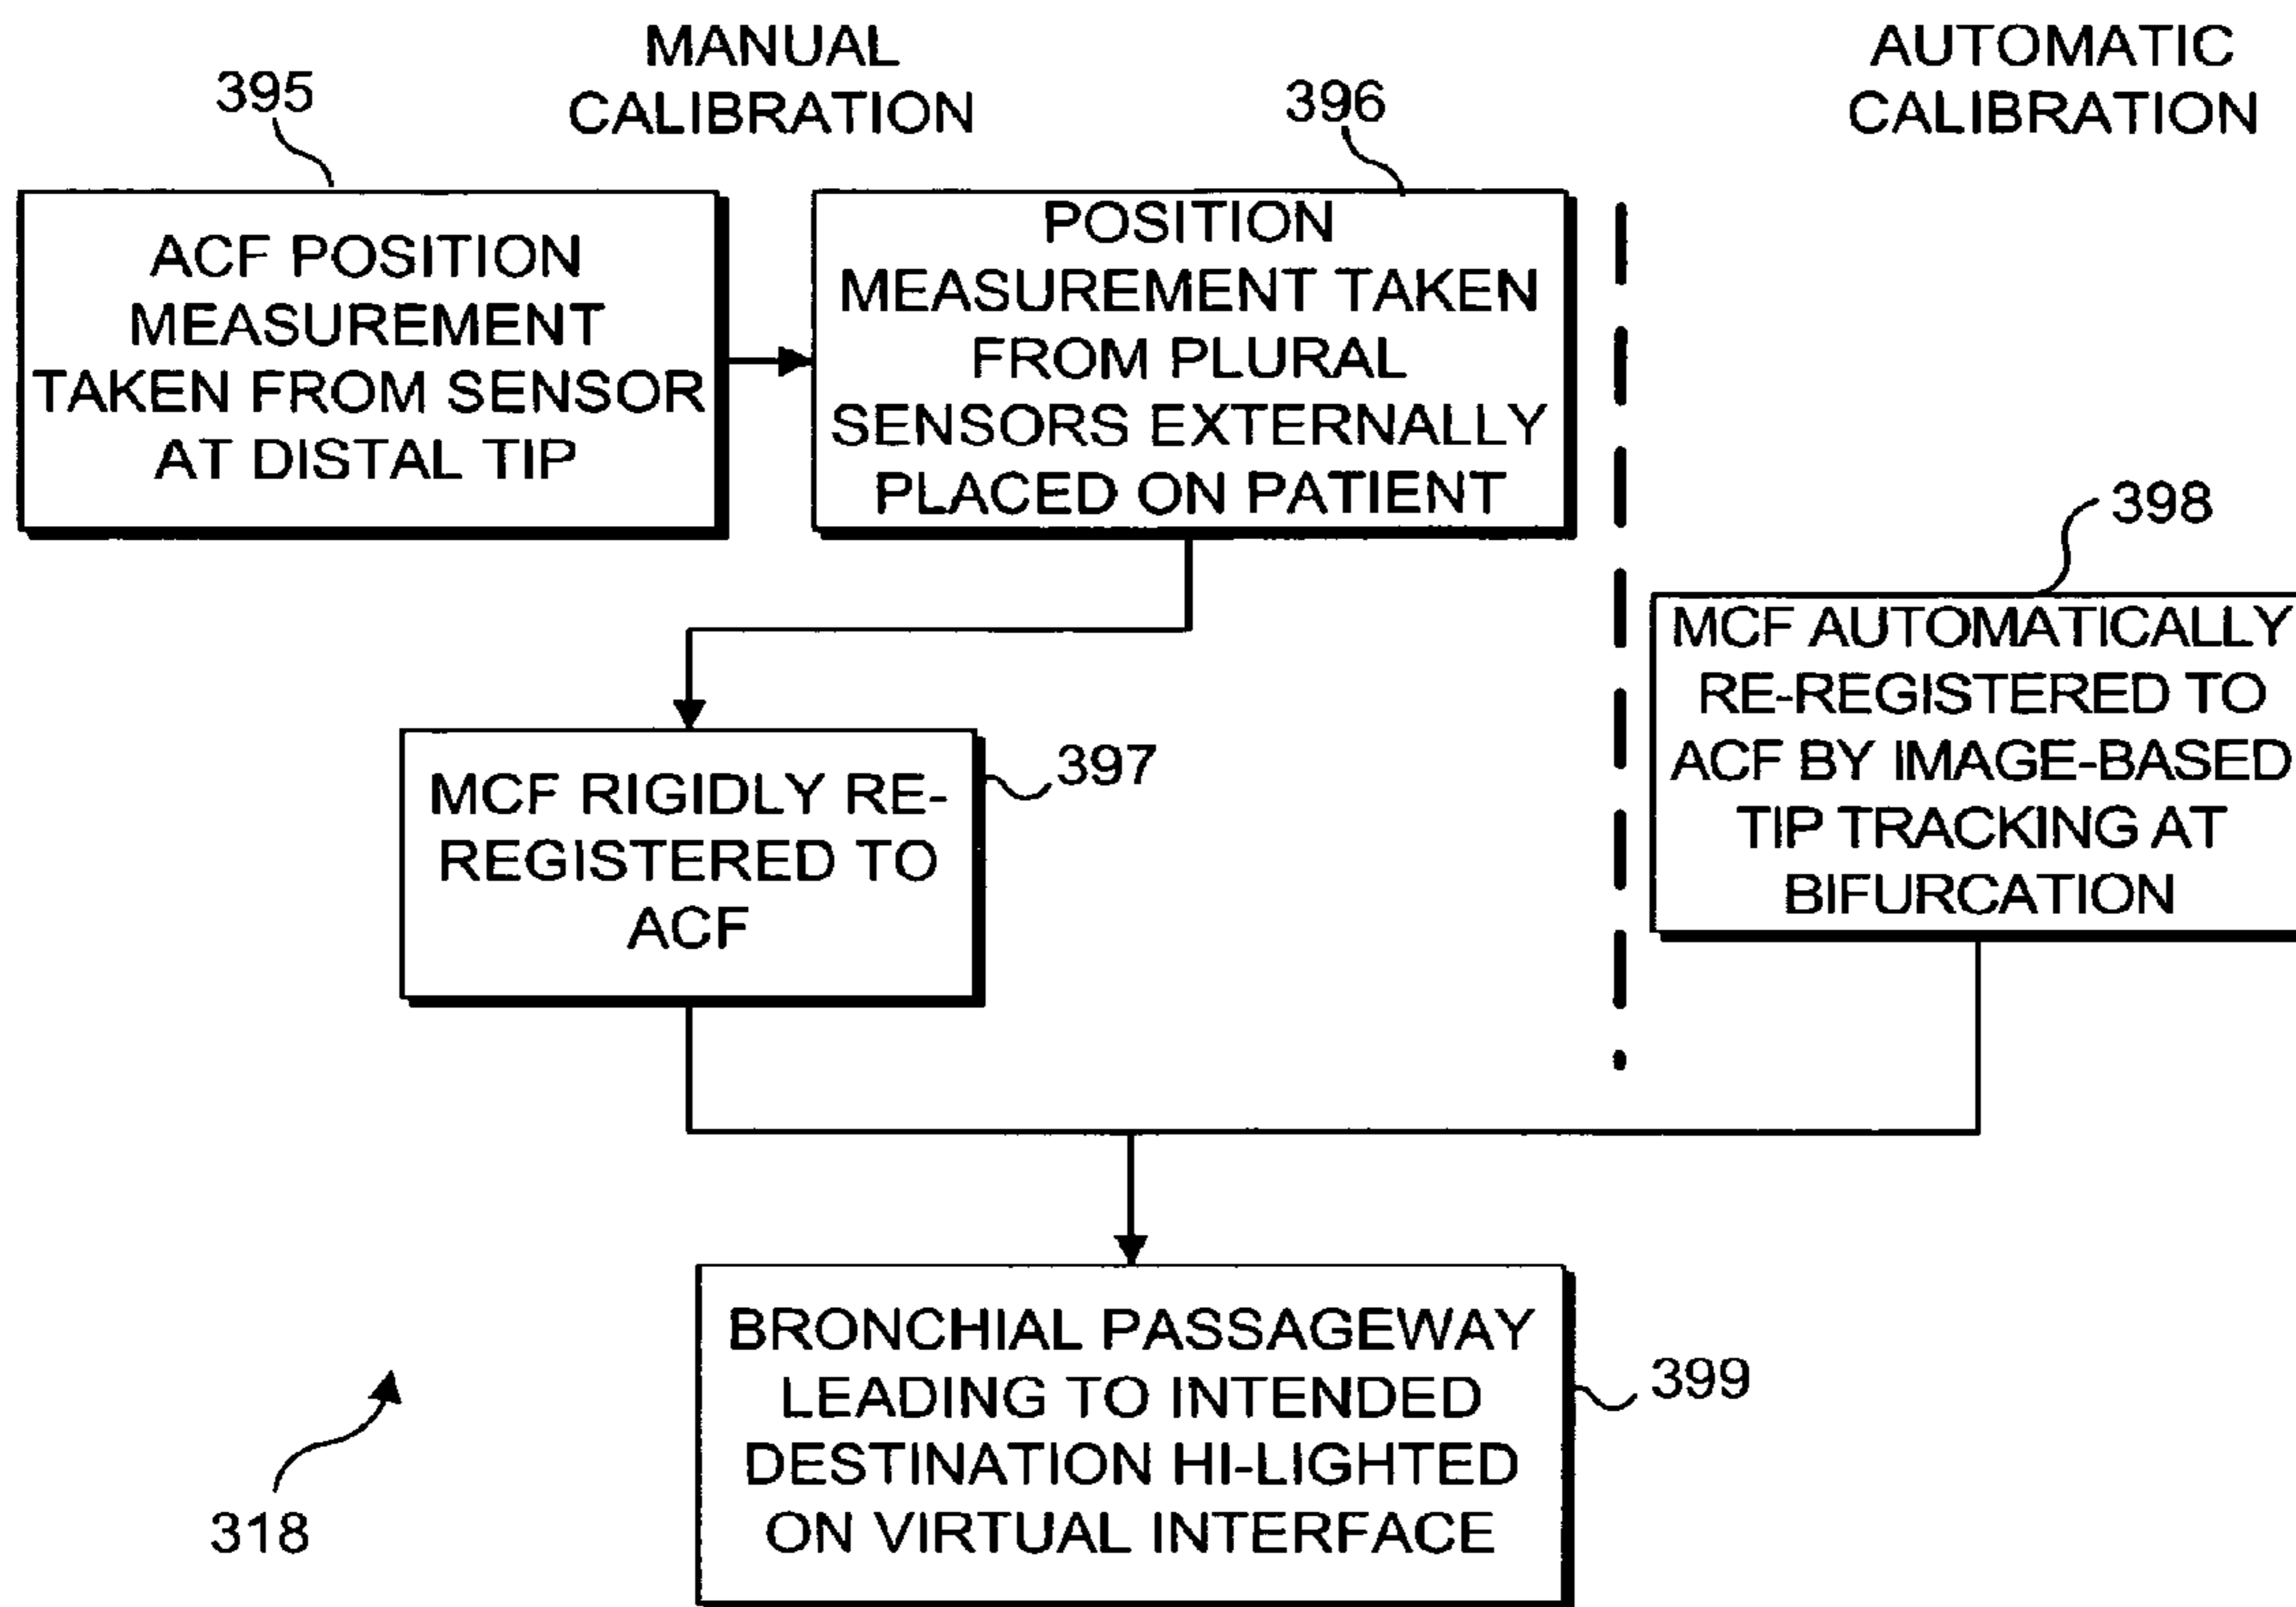 MANUAL
CALIBRATION
AUTOMATIC
CALIBRATION
395
ACF POSITION
MEASUREMENT
TAKEN FROM SENSOR
AT DISTAL TIP
396
POSITION
MEASUREMENT TAKEN
FROM PLURAL
SENSORS EXTERNALLY
PLACED ON PATIENT
397
MCF RIGIDLY RE-
REGISTERED TO
ACF
398
MCF AUTOMATICALLY
RE-REGISTERED TO
ACF BY IMAGE-BASED
TIP TRACKING AT
BIFURCATION
399
BRONCHIAL PASSAGEWAY
LEADING TO INTENDED
DESTINATION HI-LIGHTED
ON VIRTUAL INTERFACE
318